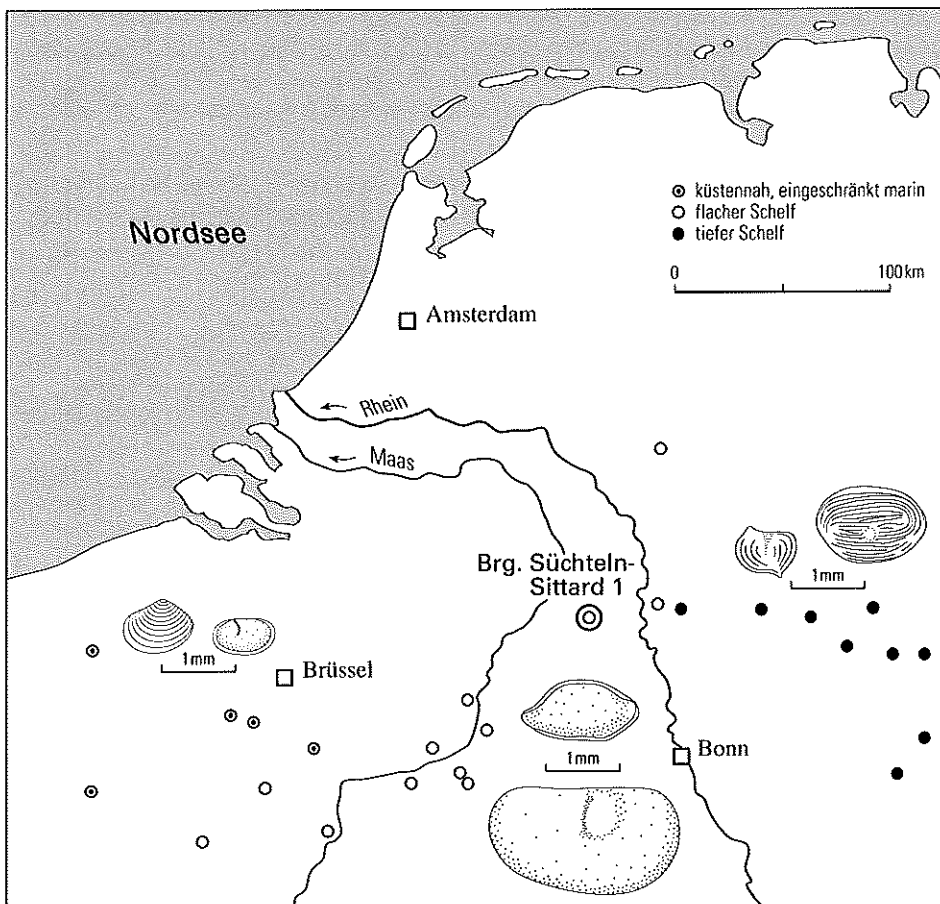 küstennah, eingeschränkt marin
flacher Schelf
tiefer Schelf
0 100 km
Nordsee
Amsterdam
Rhein
Maas
Brg. Süchteln-
Sittard 1
1mm
1mm
Brüssel
1mm
Bonn